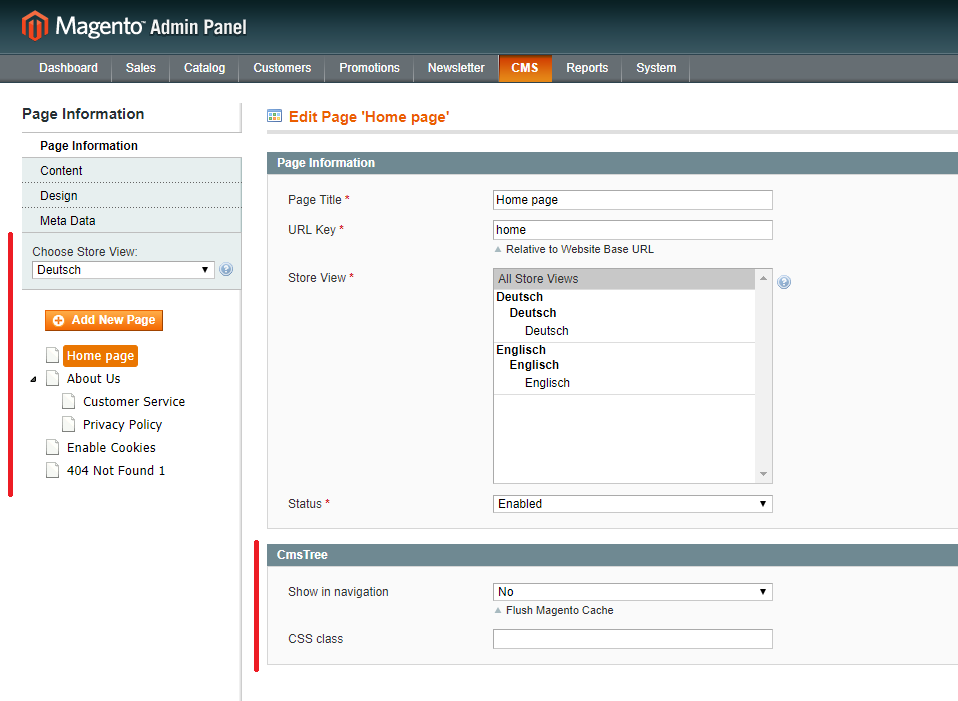 Magento™ Admin Panel
Dashboard Sales Catalog Customers Promotions Newsletter CMS Reports System
Page Information
Page Information
Content
Design
Meta Data
Choose Store View:
Deutsch
Add New Page
Home page
About Us
Customer Service
Privacy Policy
Enable Cookies
404 Not Found 1
Edit Page 'Home page'
Page Information
Page Title * Home page
URL Key * home
Relative to Website Base URL
Store View * All Store Views
Deutsch
Deutsch
Deutsch
Englisch
Englisch
Englisch
Status * Enabled
CmsTree
Show in navigation No
Flush Magento Cache
CSS class